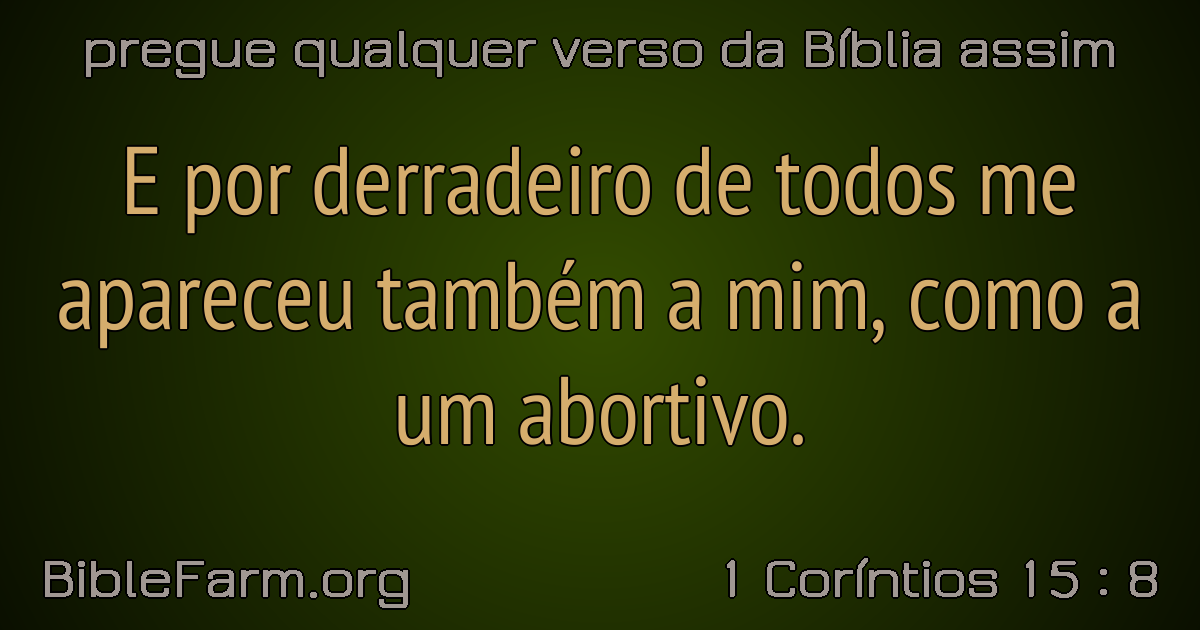 pregue qualquer verso da Bíblia assim
E por derradeiro de todos me
apareceu também a mim, como a
um abortivo.
BibleFarm.org
1 Coríntios 15 : 8